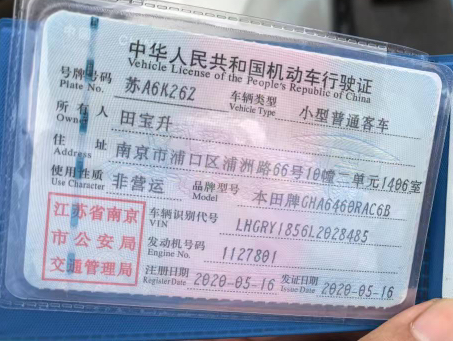 中华人民共和国机动车行驶证
Vehicle License of the People's Republic of China
号牌号码 苏A6K26Z 车辆类型 小型普通客车
Plate No. Vehicle Type
所有人 田宝升
Owner
住址 南京市浦口区浦洲路66号10幢二单元1406室
Address
使用性质 非营运 品牌型号 本田牌GHA6460RAC6B
Use Character Model
江苏省南京 车辆识别代号 LHGRY1856L2028485
VIN
市公安局 发动机号码 1127801
Engine No.
交通管理局 注册日期 2020-05-16 发证日期 2020-05-16
Register Date Issue Date